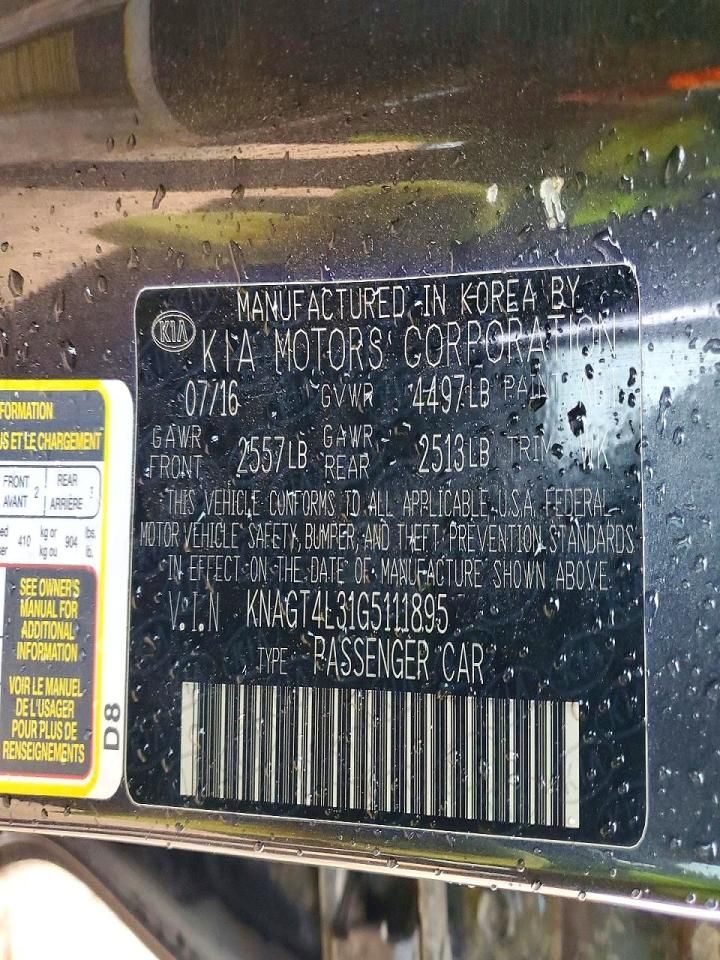 MANUFACTURED IN KOREA BY
KIA
KIA MOTORS CORPORATION
07/16 GVWR 4497LB PAINT
GAWR FRONT 2557LB GAWR REAR 2513LB TRIM WK
THIS VEHICLE CONFORMS TO ALL APPLICABLE U.S.A. FEDERAL
MOTOR VEHICLE SAFETY, BUMPER, AND THEFT PREVENTION STANDARDS
IN EFFECT ON THE DATE OF MANUFACTURE SHOWN ABOVE
V.I.N KNAGT4L31G5111895
TYPE PASSENGER CAR
FORMATION
ET LE CHARGEMENT
FRONT AVANT 2 REAR ARRIÈRE 3
410 kg or kg ou 904 lbs. lb.
SEE OWNER'S
MANUAL FOR
ADDITIONAL
INFORMATION
VOIR LE MANUEL
DE L'USAGER
POUR PLUS DE
RENSEIGNEMENTS
D8